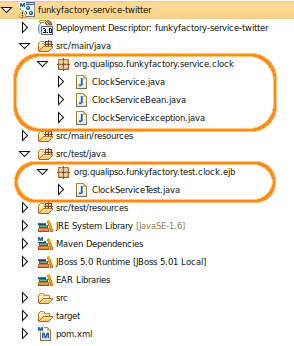 funkyfactory-service-twitter
Deployment Descriptor: funkyfactory-service-twitter
src/main/java
org.qualipso.funkyfactory.service.clock
ClockService.java
ClockServiceBean.java
ClockServiceException.java
src/main/resources
src/test/java
org.qualipso.funkyfactory.test.clock.ejb
ClockServiceTest.java
src/test/resources
JRE System Library [JavaSE-1.6]
Maven Dependencies
JBoss 5.0 Runtime [JBoss 5.01 Local]
EAR Libraries
src
target
pom.xml